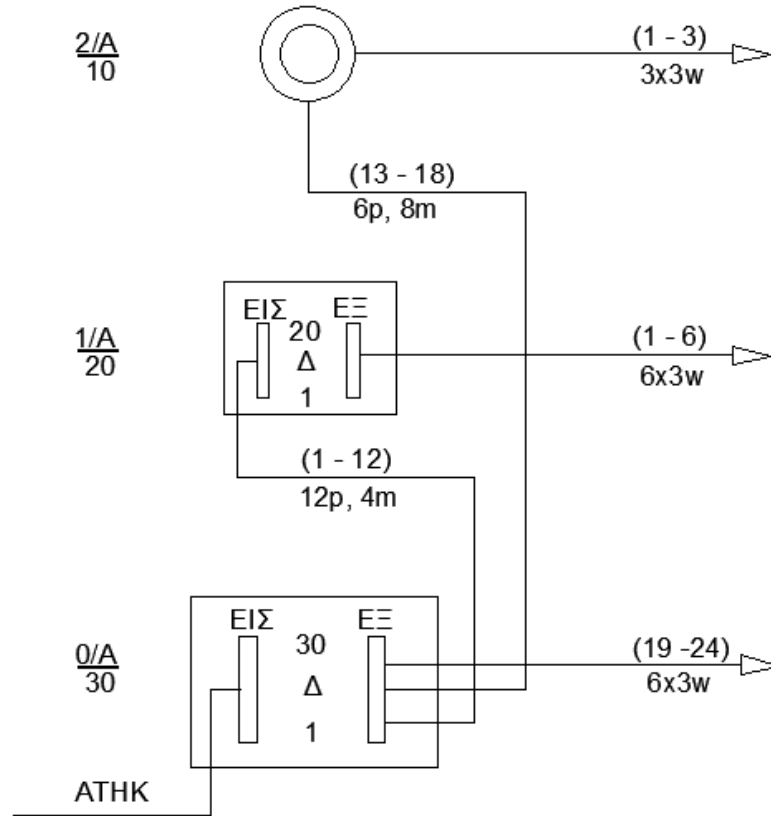 2/A
10
(1 - 3)
3x3w
(13 - 18)
6p, 8m
1/A
20
ΕΙΣ
ΕΞ
20
Δ
1
(1 - 6)
6x3w
(1 - 12)
12p, 4m
0/A
30
ΕΙΣ
ΕΞ
30
Δ
1
(19 -24)
6x3w
ΑΤΗΚ